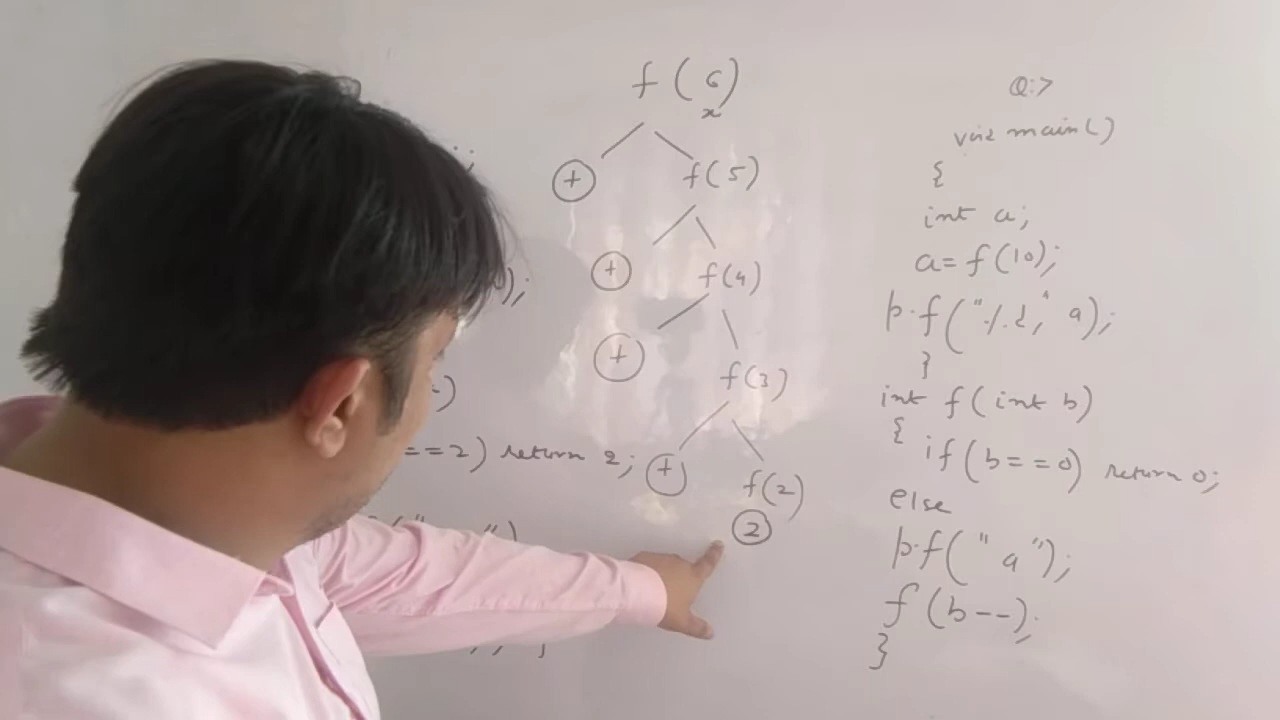 f(6)
x
+ f(5)
+ f(4)
+ f(3)
==2) return 2; + f(2)
2
Q:>
void main()
{
int a;
a=f(10);
p.f("%d," a);
}
int f(int b)
{ if(b==0) return 0;
else
p.f("a");
f(b--);
}